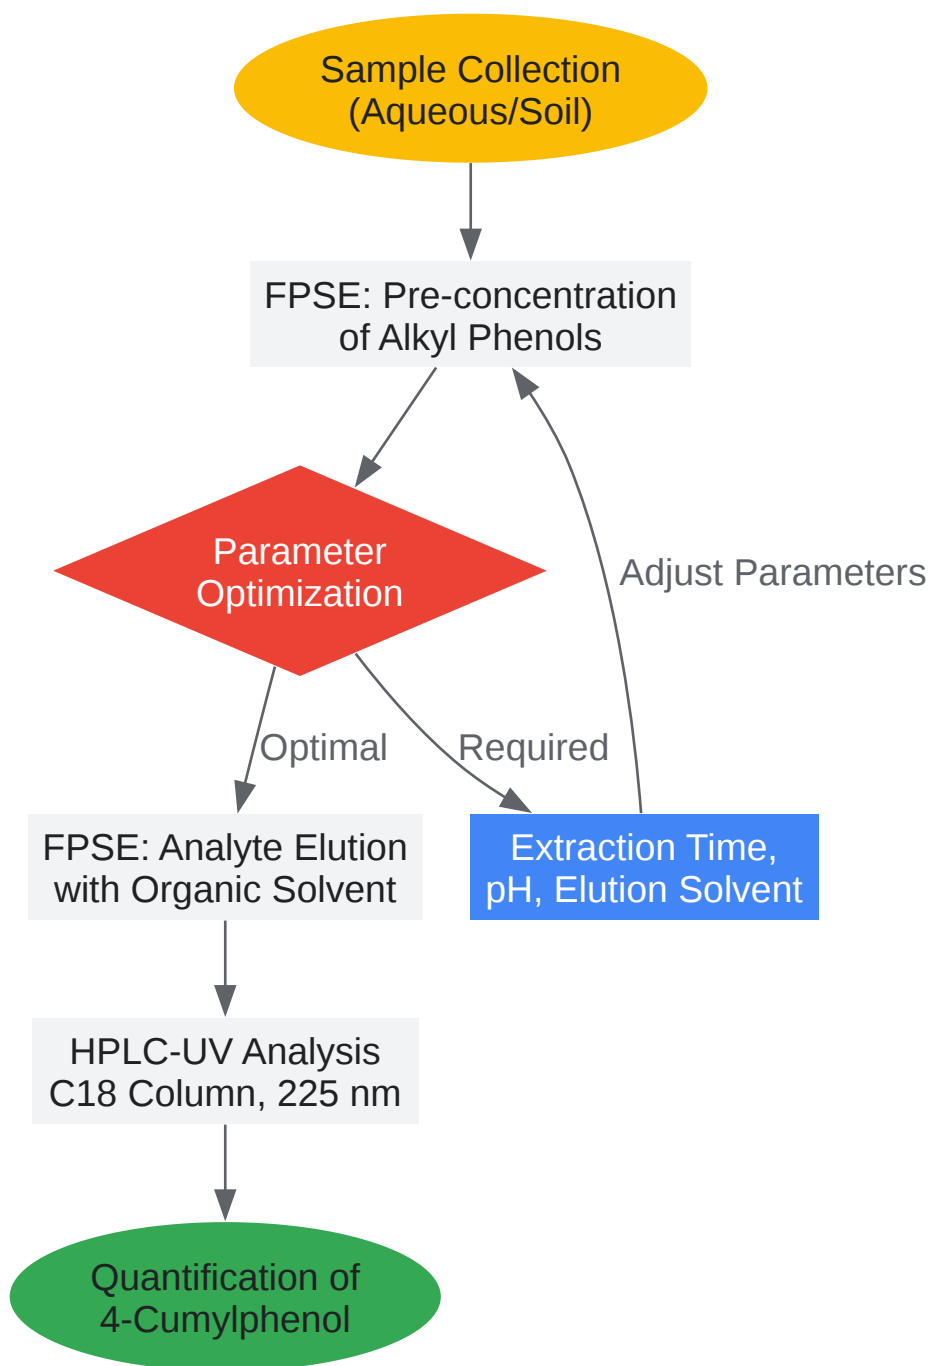 Sample Collection
(Aqueous/Soil)
FPSE: Pre-concentration
of Alkyl Phenols
Parameter
Optimization
Adjust Parameters
Optimal
Required
FPSE: Analyte Elution
with Organic Solvent
Extraction Time,
pH, Elution Solvent
HPLC-UV Analysis
C18 Column, 225 nm
Quantification of
4-Cumylphenol